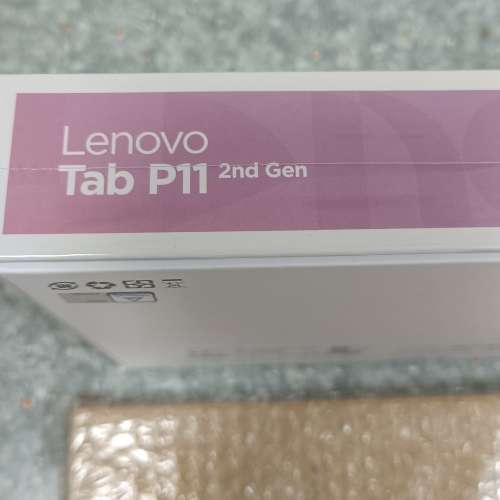 Lenovo
Tab P11 2nd Gen